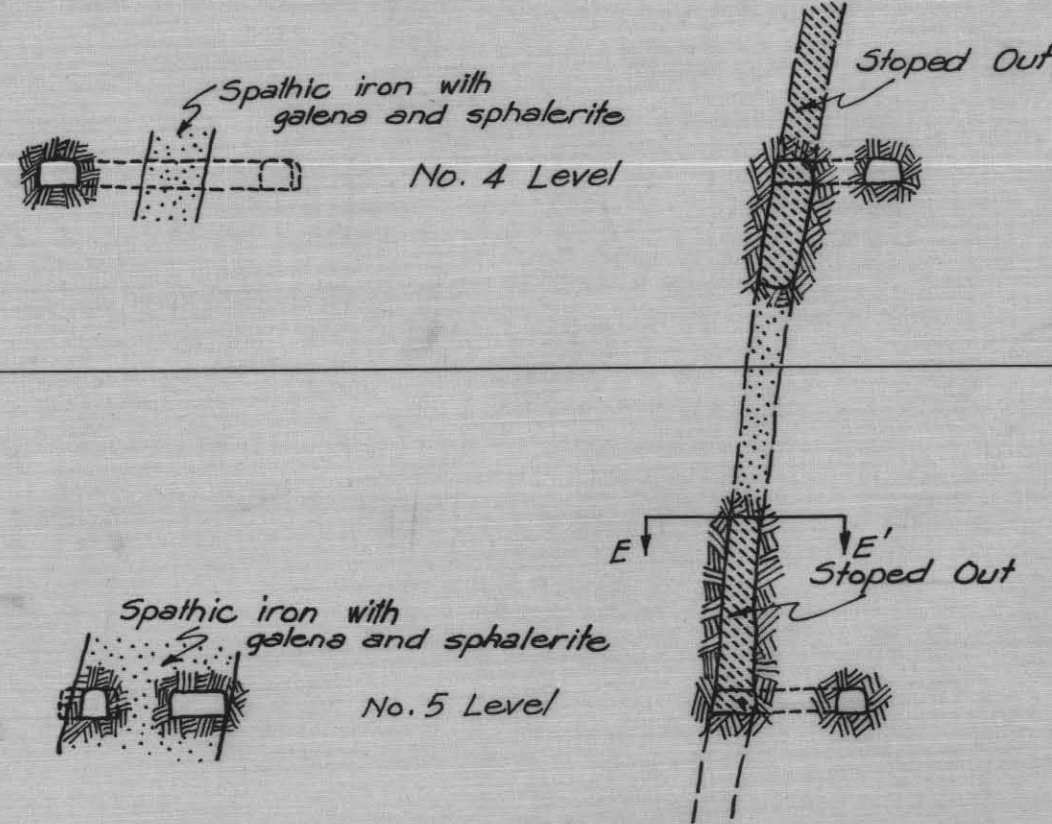 Stoped Out
Spathic iron with
galena and sphalerite
No. 4 Level
E
E'
Stoped Out
Spathic iron with
galena and sphalerite
No. 5 Level